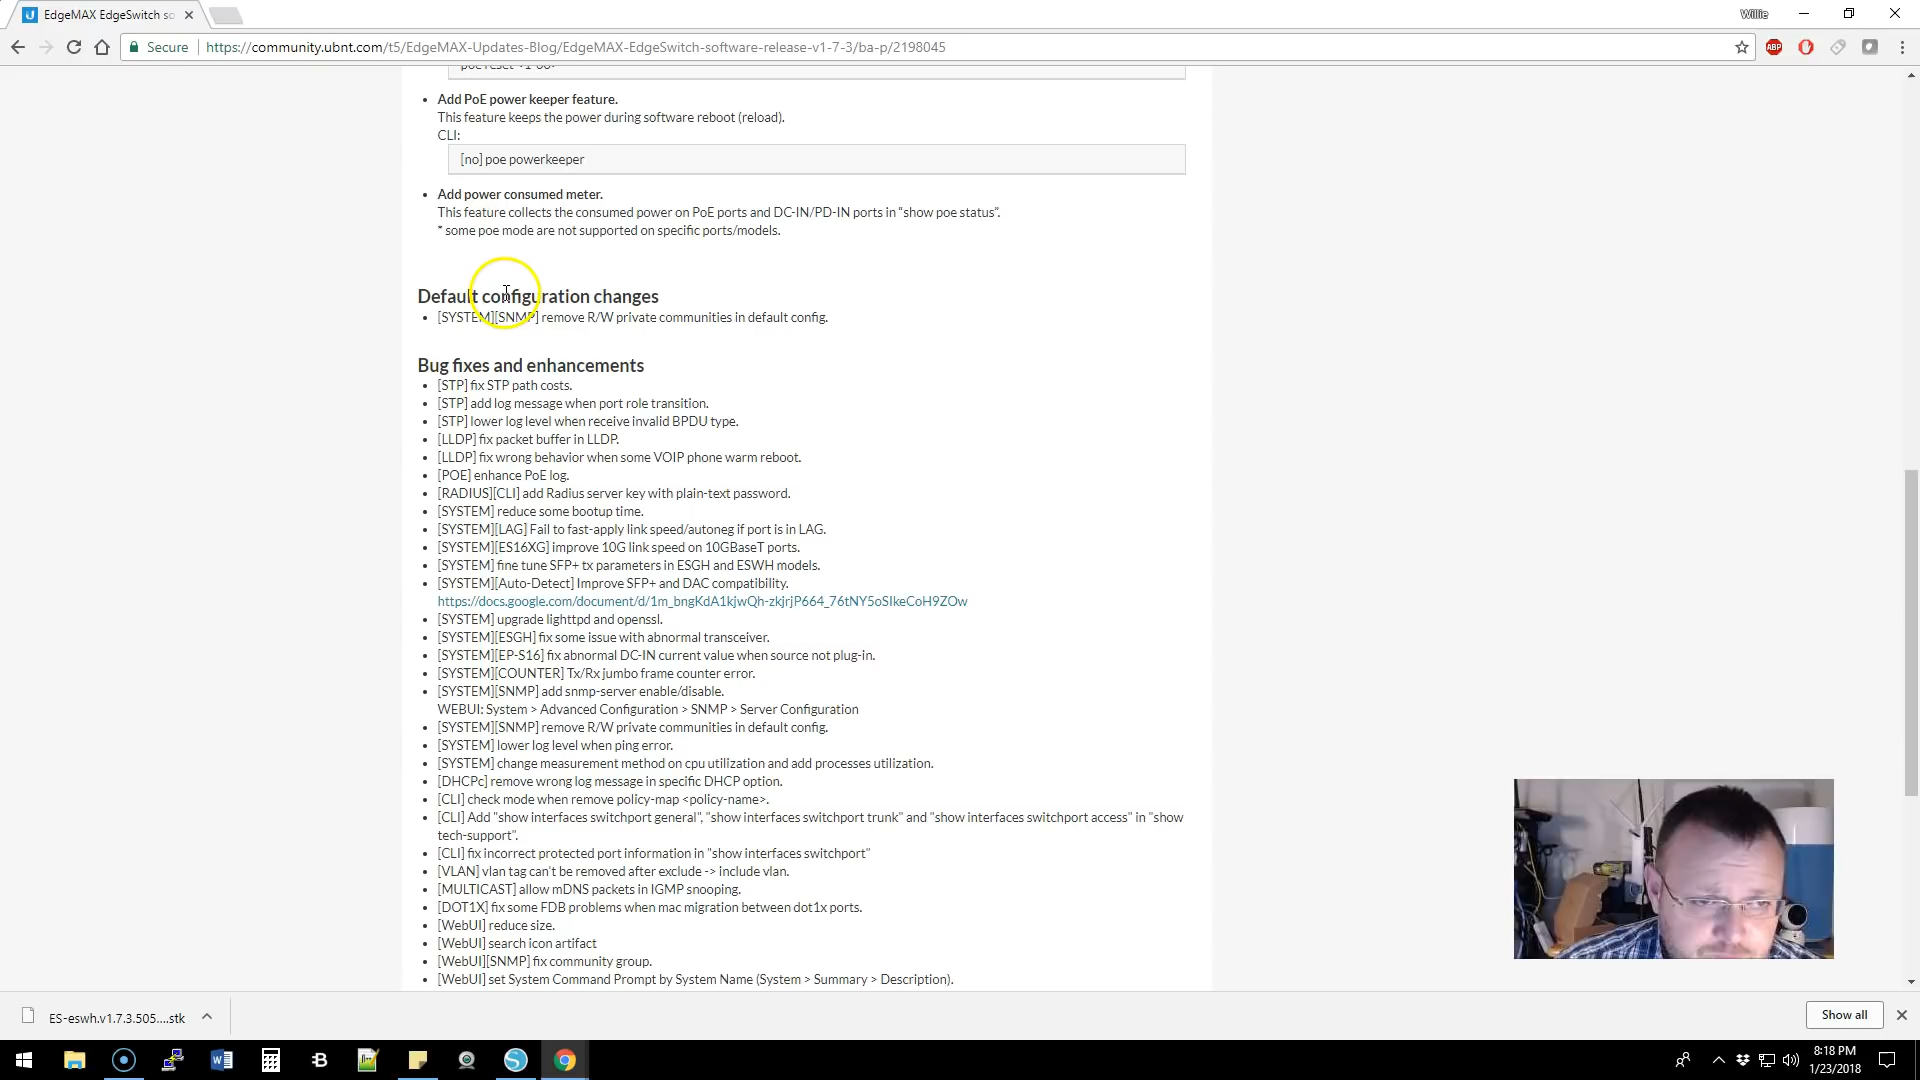 EdgeMAX EdgeSwitch so
Willie
Secure
https://community.ubnt.com/t5/EdgeMAX-Updates-Blog/EdgeMAX-EdgeSwitch-software-release-v1-7-3/ba-p/2198045
ABP
Add PoE power keeper feature.
This feature keeps the power during software reboot (reload).
CLI:
[no] poe powerkeeper
Add power consumed meter.
This feature collects the consumed power on PoE ports and DC-IN/PD-IN ports in “show poe status”.
* some poe mode are not supported on specific ports/models.
Default configuration changes
[SYSTEM][SNMP] remove R/W private communities in default config.
Bug fixes and enhancements
[STP] fix STP path costs.
[STP] add log message when port role transition.
[STP] lower log level when receive invalid BPDU type.
[LLDP] fix packet buffer in LLDP.
[LLDP] fix wrong behavior when some VOIP phone warm reboot.
[POE] enhance PoE log.
[RADIUS][CLI] add Radius server key with plain-text password.
[SYSTEM] reduce some bootup time.
[SYSTEM][LAG] Fail to fast-apply link speed/autoneg if port is in LAG.
[SYSTEM][ES16XG] improve 10G link speed on 10GBaseT ports.
[SYSTEM] fine tune SFP+ tx parameters in ESGH and ESWH models.
[SYSTEM][Auto-Detect] Improve SFP+ and DAC compatibility.
https://docs.google.com/document/d/1m_bngKdA1kjwQh-zkjrjP664_76tNY5oSIkeCoH9ZOw
[SYSTEM] upgrade lighttpd and openssl.
[SYSTEM][ESGH] fix some issue with abnormal transceiver.
[SYSTEM][EP-S16] fix abnormal DC-IN current value when source not plug-in.
[SYSTEM][COUNTER] Tx/Rx jumbo frame counter error.
[SYSTEM][SNMP] add snmp-server enable/disable.
WEBUI: System > Advanced Configuration > SNMP > Server Configuration
[SYSTEM][SNMP] remove R/W private communities in default config.
[SYSTEM] lower log level when ping error.
[SYSTEM] change measurement method on cpu utilization and add processes utilization.
[DHCPc] remove wrong log message in specific DHCP option.
[CLI] check mode when remove policy-map <policy-name>.
[CLI] Add "show interfaces switchport general", "show interfaces switchport trunk" and "show interfaces switchport access" in "show
tech-support".
[CLI] fix incorrect protected port information in "show interfaces switchport"
[VLAN] vlan tag can't be removed after exclude -> include vlan.
[MULTICAST] allow mDNS packets in IGMP snooping.
[DOT1X] fix some FDB problems when mac migration between dot1x ports.
[WebUI] reduce size.
[WebUI] search icon artifact
[WebUI][SNMP] fix community group.
[WebUI] set System Command Prompt by System Name (System > Summary > Description).
ES-eswh.v1.7.3.505....stk
Show all
8:18 PM
1/23/2018